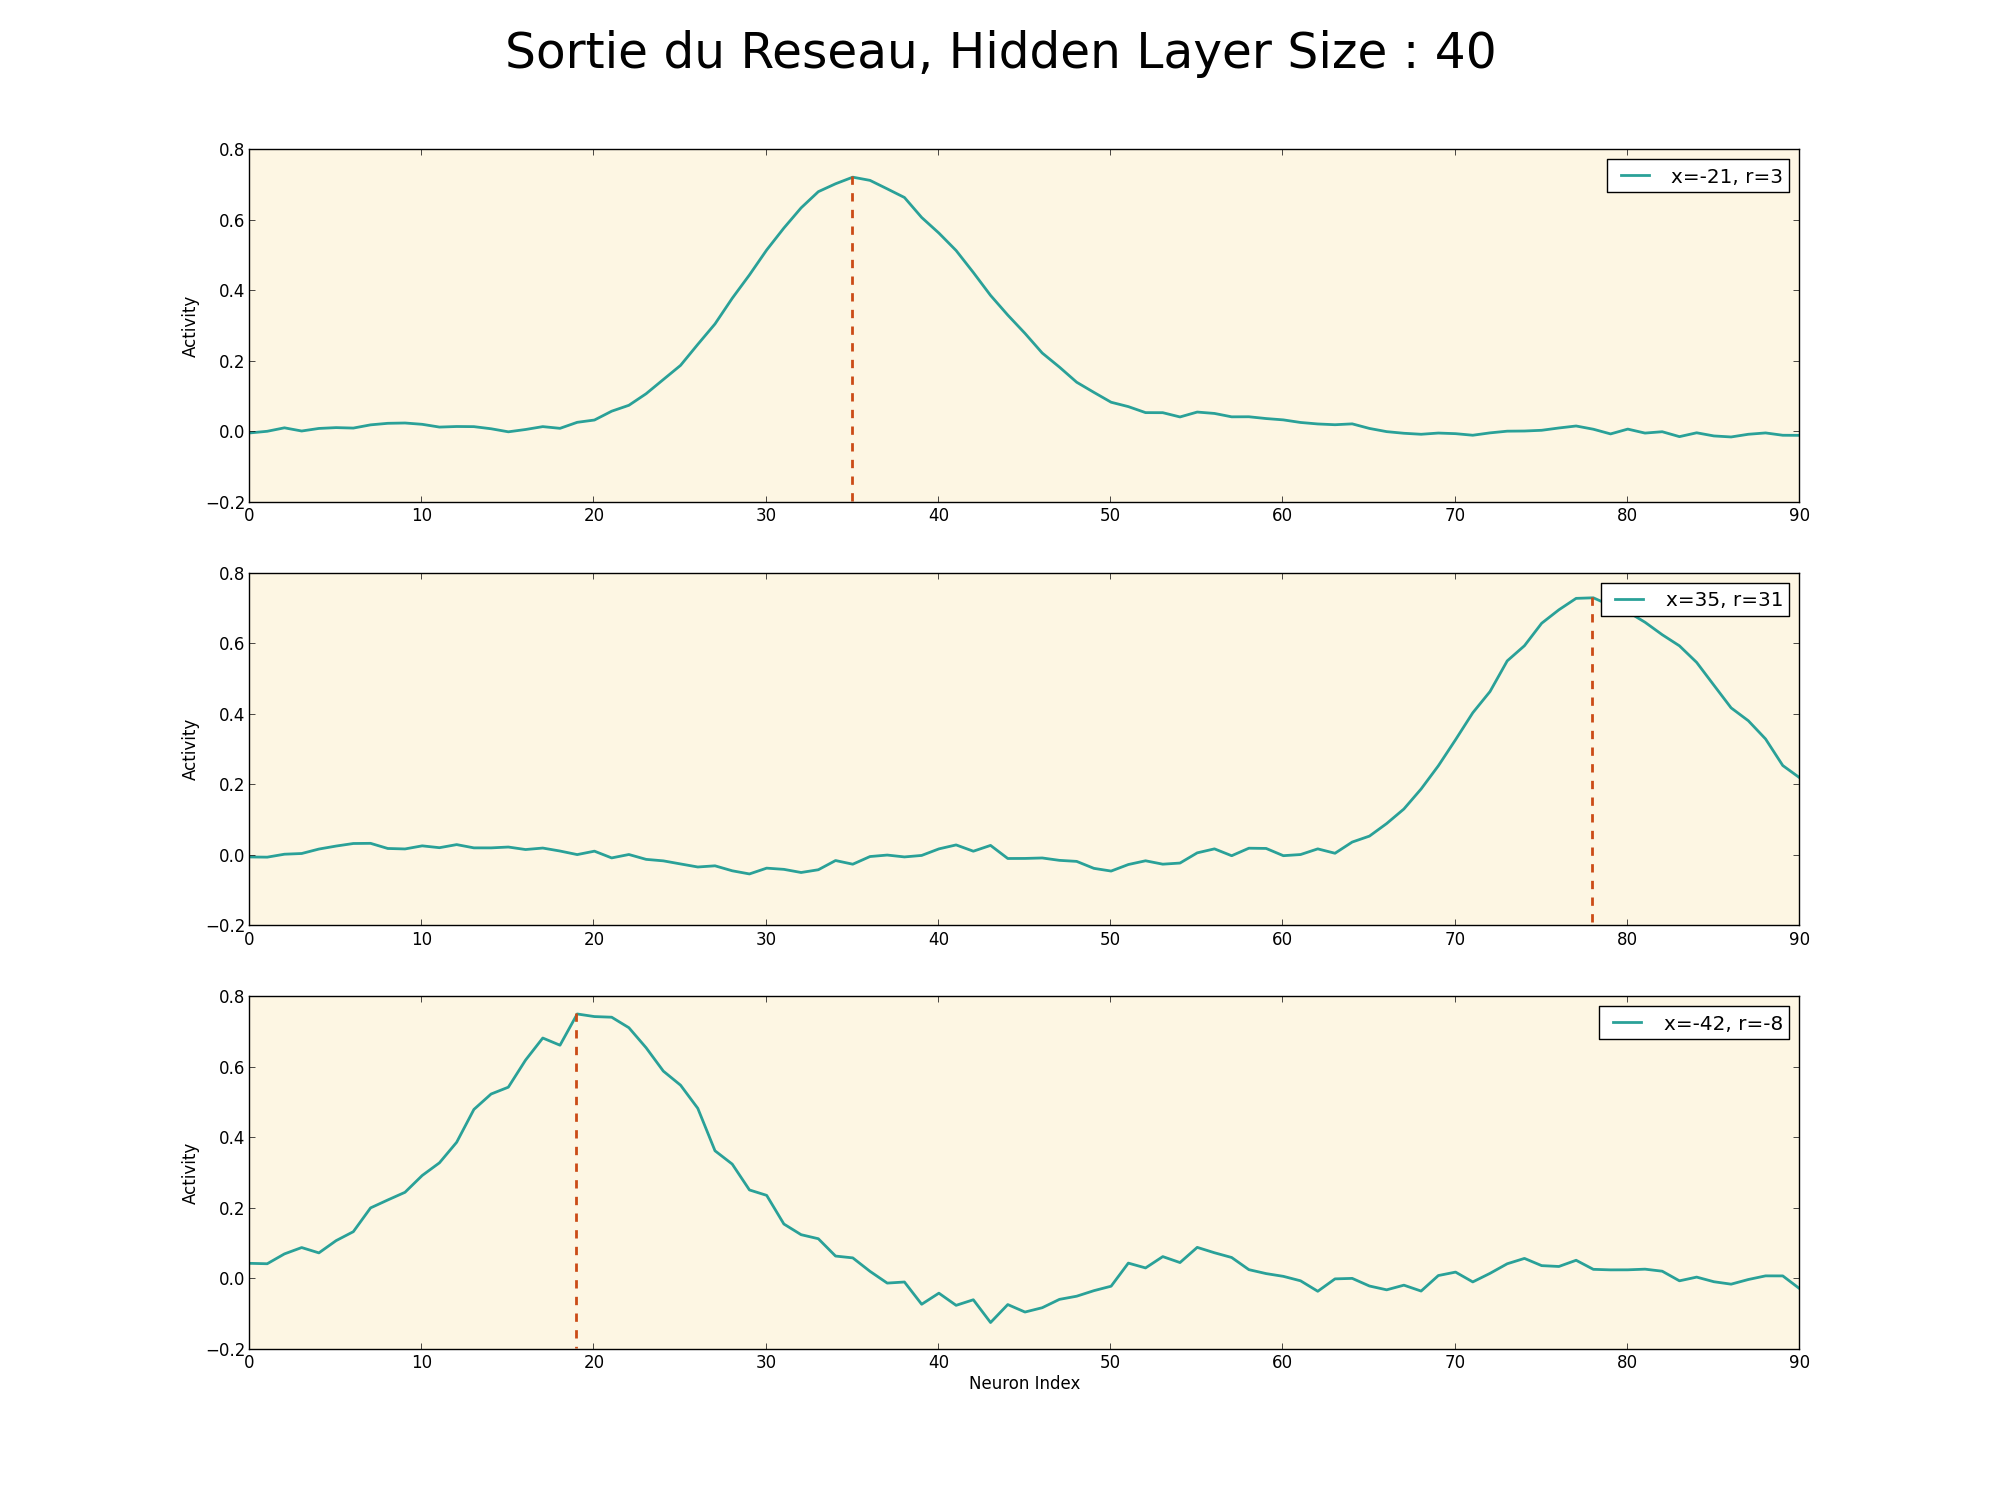 Sortie du Reseau, Hidden Layer Size : 40
0.8
0.6
0.4
0.2
0.0
−0.2
Activity
x=-21, r=3
0 10 20 30 40 50 60 70 80 90
0.8
0.6
0.4
0.2
0.0
−0.2
Activity
x=35, r=31
0 10 20 30 40 50 60 70 80 90
0.8
0.6
0.4
0.2
0.0
−0.2
Activity
x=-42, r=-8
0 10 20 30 40 50 60 70 80 90
Neuron Index